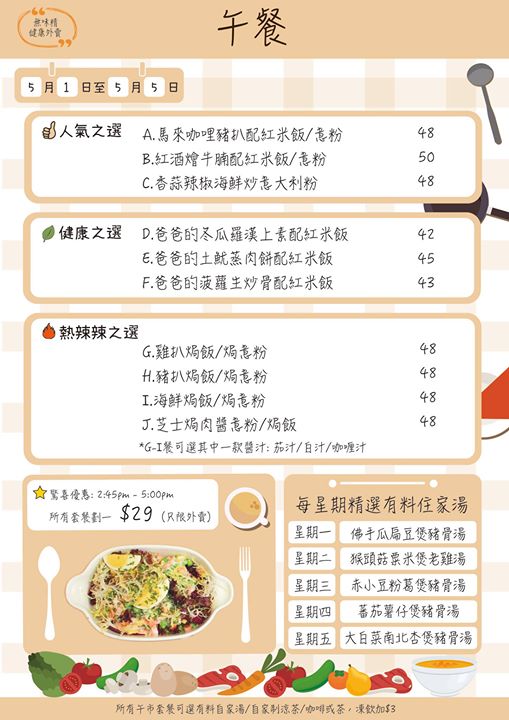 無味精
健康外賣
午餐
5月1日至5月5日
人氣之選
A.馬來咖哩豬扒配紅米飯/意粉 48
B.紅酒燴牛腩配紅米飯/意粉 50
C.香蒜辣椒海鮮炒意大利粉 48
健康之選
D.爸爸的冬瓜羅漢上素配紅米飯 42
E.爸爸的土魷蒸肉餅配紅米飯 45
F.爸爸的菠蘿生炒骨配紅米飯 43
熱辣辣之選
G.雞扒焗飯/焗意粉 48
H.豬扒焗飯/焗意粉 48
I.海鮮焗飯/焗意粉 48
J.芝士焗肉醬意粉/焗飯 48
*G-I餐可選其中一款醬汁: 茄汁/白汁/咖喱汁
驚喜優惠: 2:45pm - 5:00pm
所有套餐劃一 $29 (只限外賣)
每星期精選有料住家湯
星期一 佛手瓜扁豆煲豬骨湯
星期二 猴頭菇粟米煲老雞湯
星期三 赤小豆粉葛煲豬骨湯
星期四 蕃茄薯仔煲豬骨湯
星期五 大白菜南北杏煲豬骨湯
所有午市套餐可選有料自家湯/自家制涼茶/咖啡或茶，凍飲加$3